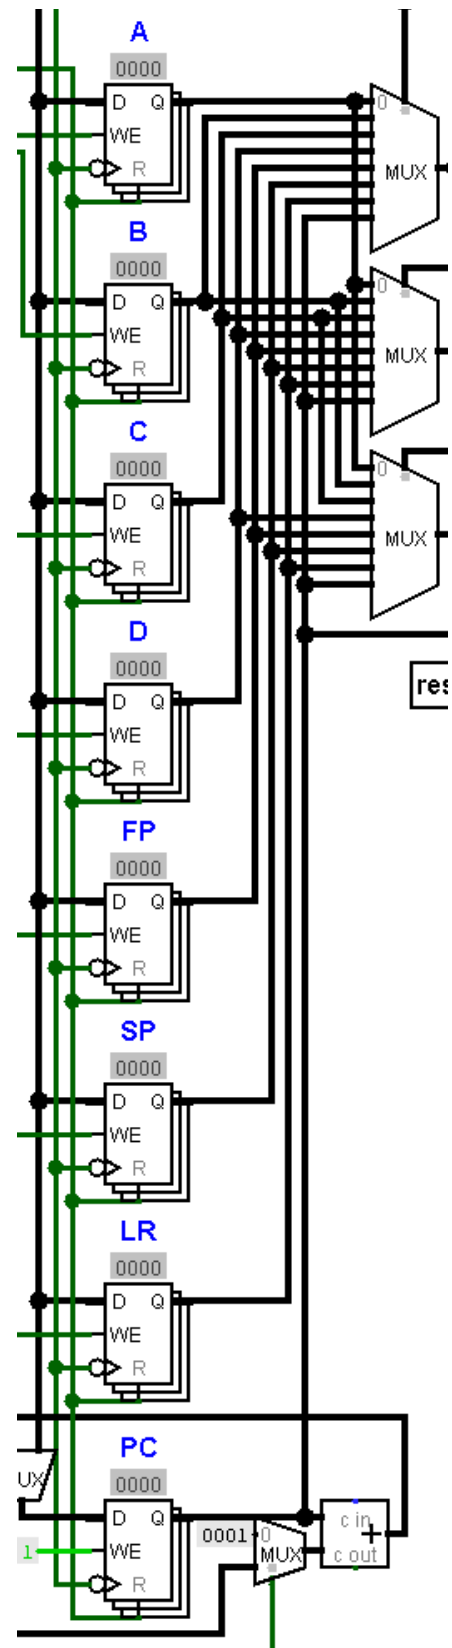 A
0000
D Q
0
WE
MUX
R
B
0000
0
D Q
WE
MUX
R
C
0000
0
D Q
WE
MUX
R
D
0000
res
D Q
WE
R
FP
0000
D Q
WE
R
SP
0000
D Q
WE
R
LR
0000
D Q
WE
R
PC
UX
0000
D Q
c in
0001
0
+
1
WE
MUX
c out
R